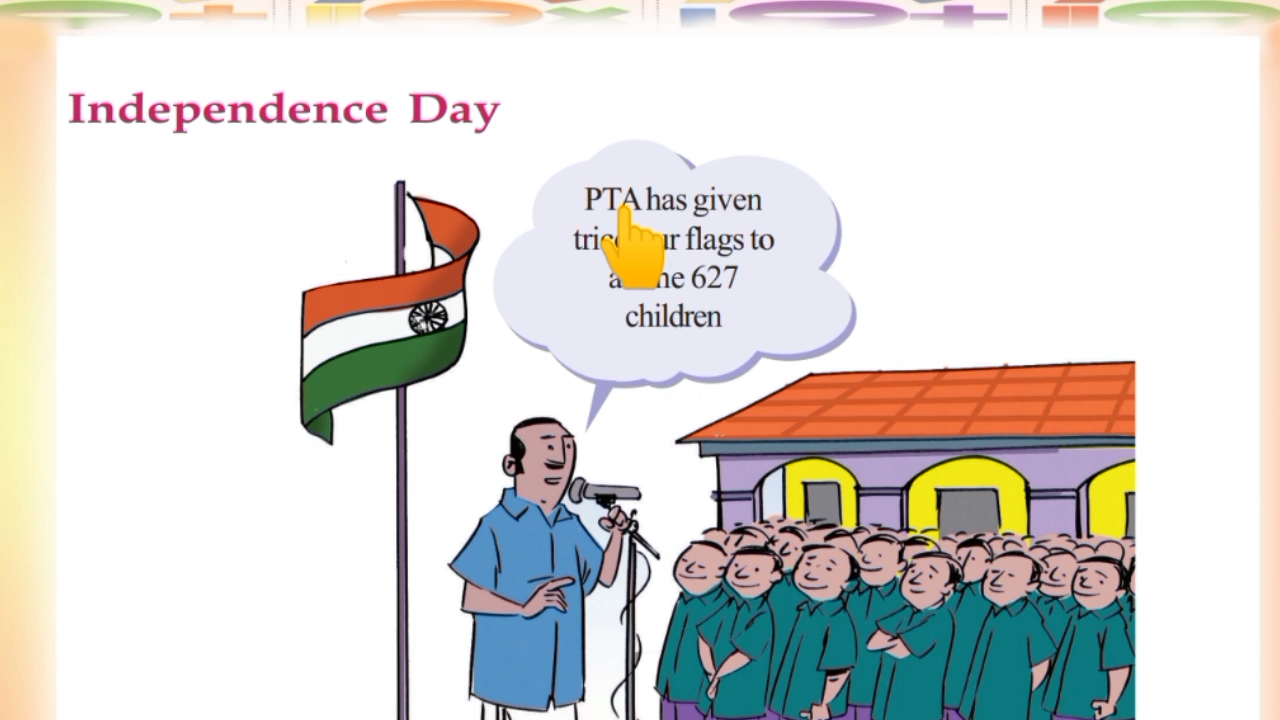 Independence Day
PTA has given
flags to
627
children